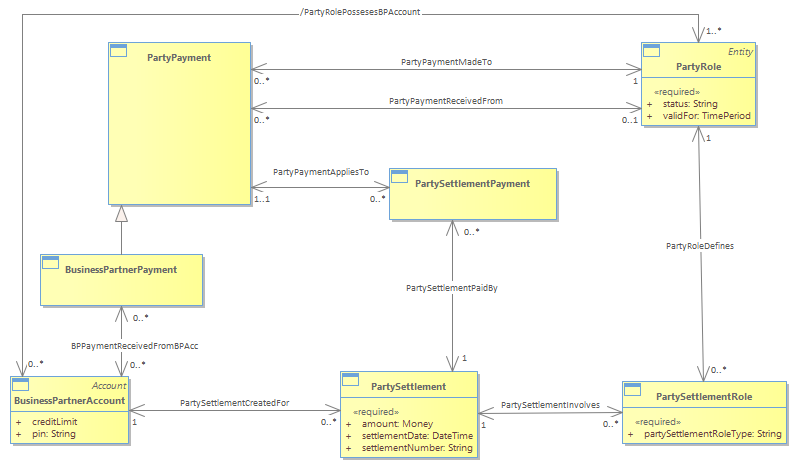 /PartyRolePossesesBPAccount
1..*
PartyPayment
Entity
PartyRole
«required»
+ status: String
+ validFor: TimePeriod
PartyPaymentMadeTo
0..*
1
PartyPaymentReceivedFrom
0..*
0..1
1
PartyPaymentAppliesTo
1..1
0..*
PartySettlementPayment
0..*
PartyRoleDefines
BusinessPartnerPayment
0..*
PartySettlementPaidBy
BPPaymentReceivedFromBPAcc
0..*
0..*
1
0..*
Account
BusinessPartnerAccount
+ creditLimit
+ pin: String
PartySettlementCreatedFor
1
0..*
PartySettlement
«required»
+ amount: Money
+ settlementDate: DateTime
+ settlementNumber: String
PartySettlementInvolves
1
0..*
PartySettlementRole
«required»
+ partySettlementRoleType: String